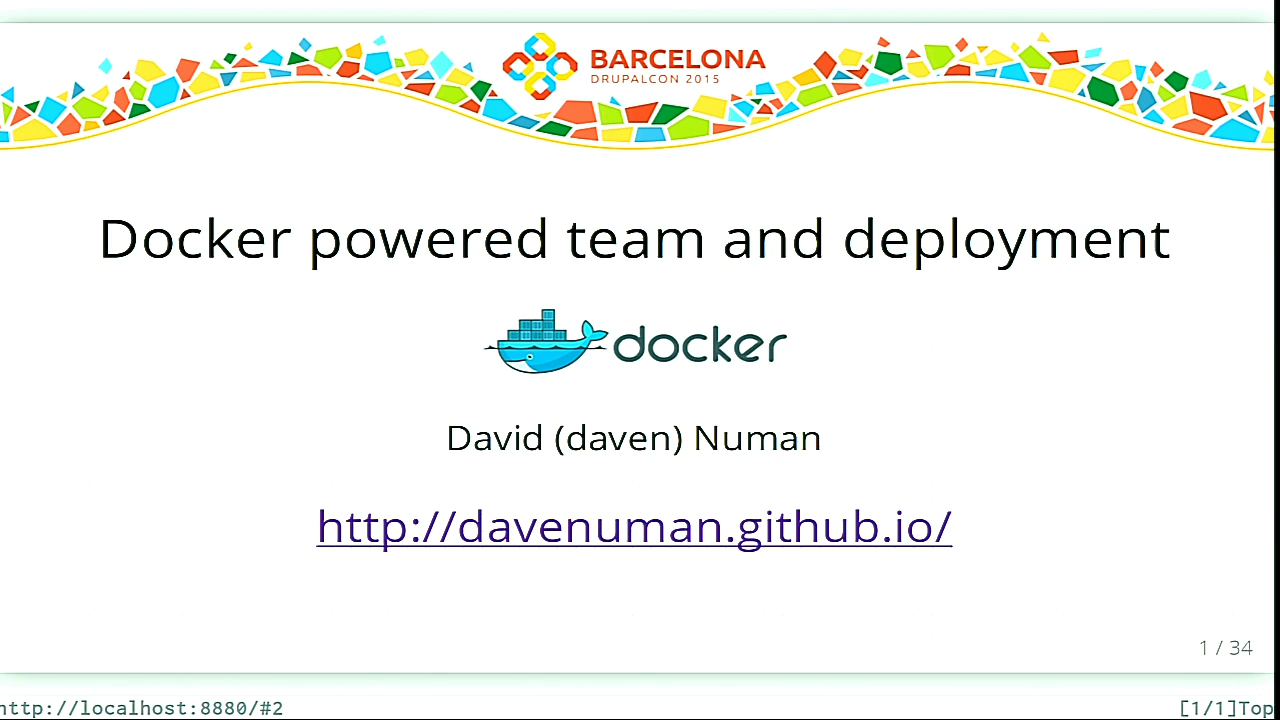 BARCELONA
DRUPALCON 2015
Docker powered team and deployment
docker
David (daven) Numan
http://davenuman.github.io/
1 / 34
http://localhost:8880/#2
[1/1]Top